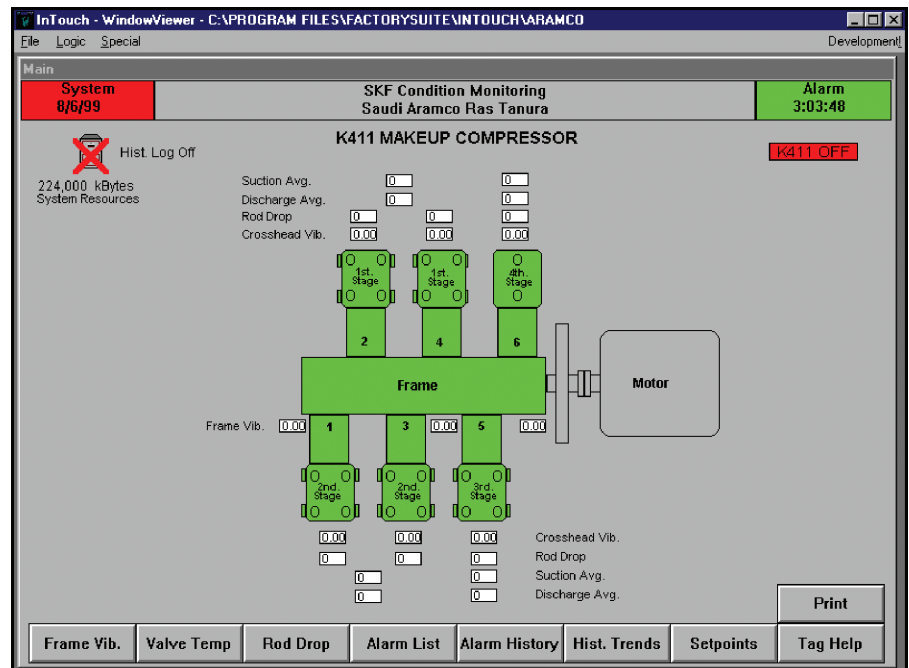 InTouch - WindowViewer - C:\PROGRAM FILES\FACTORYSUITE\INTOUCH\ARAMCO
File Logic Special Development!
Main
System
8/6/99
SKF Condition Monitoring
Saudi Aramco Ras Tanura
Alarm
3:03:48
K411 MAKEUP COMPRESSOR
Hist. Log Off
K411 OFF
224,000 kBytes
System Resources
Suction Avg. 0 0
Discharge Avg. 0 0
Rod Drop 0 0 0
Crosshead Vib. 0.00 0.00 0.00
1st.
Stage
1st.
Stage
4th.
Stage
2 4 6
Frame
Motor
Frame Vib. 0.00 1 3 0.00 5 0.00
2nd.
Stage
2nd.
Stage
3rd.
Stage
0.00 0.00 0.00 Crosshead Vib.
0 0 0 Rod Drop
0 0 Suction Avg.
0 0 Discharge Avg.
Print
Frame Vib. Valve Temp Rod Drop Alarm List Alarm History Hist. Trends Setpoints Tag Help